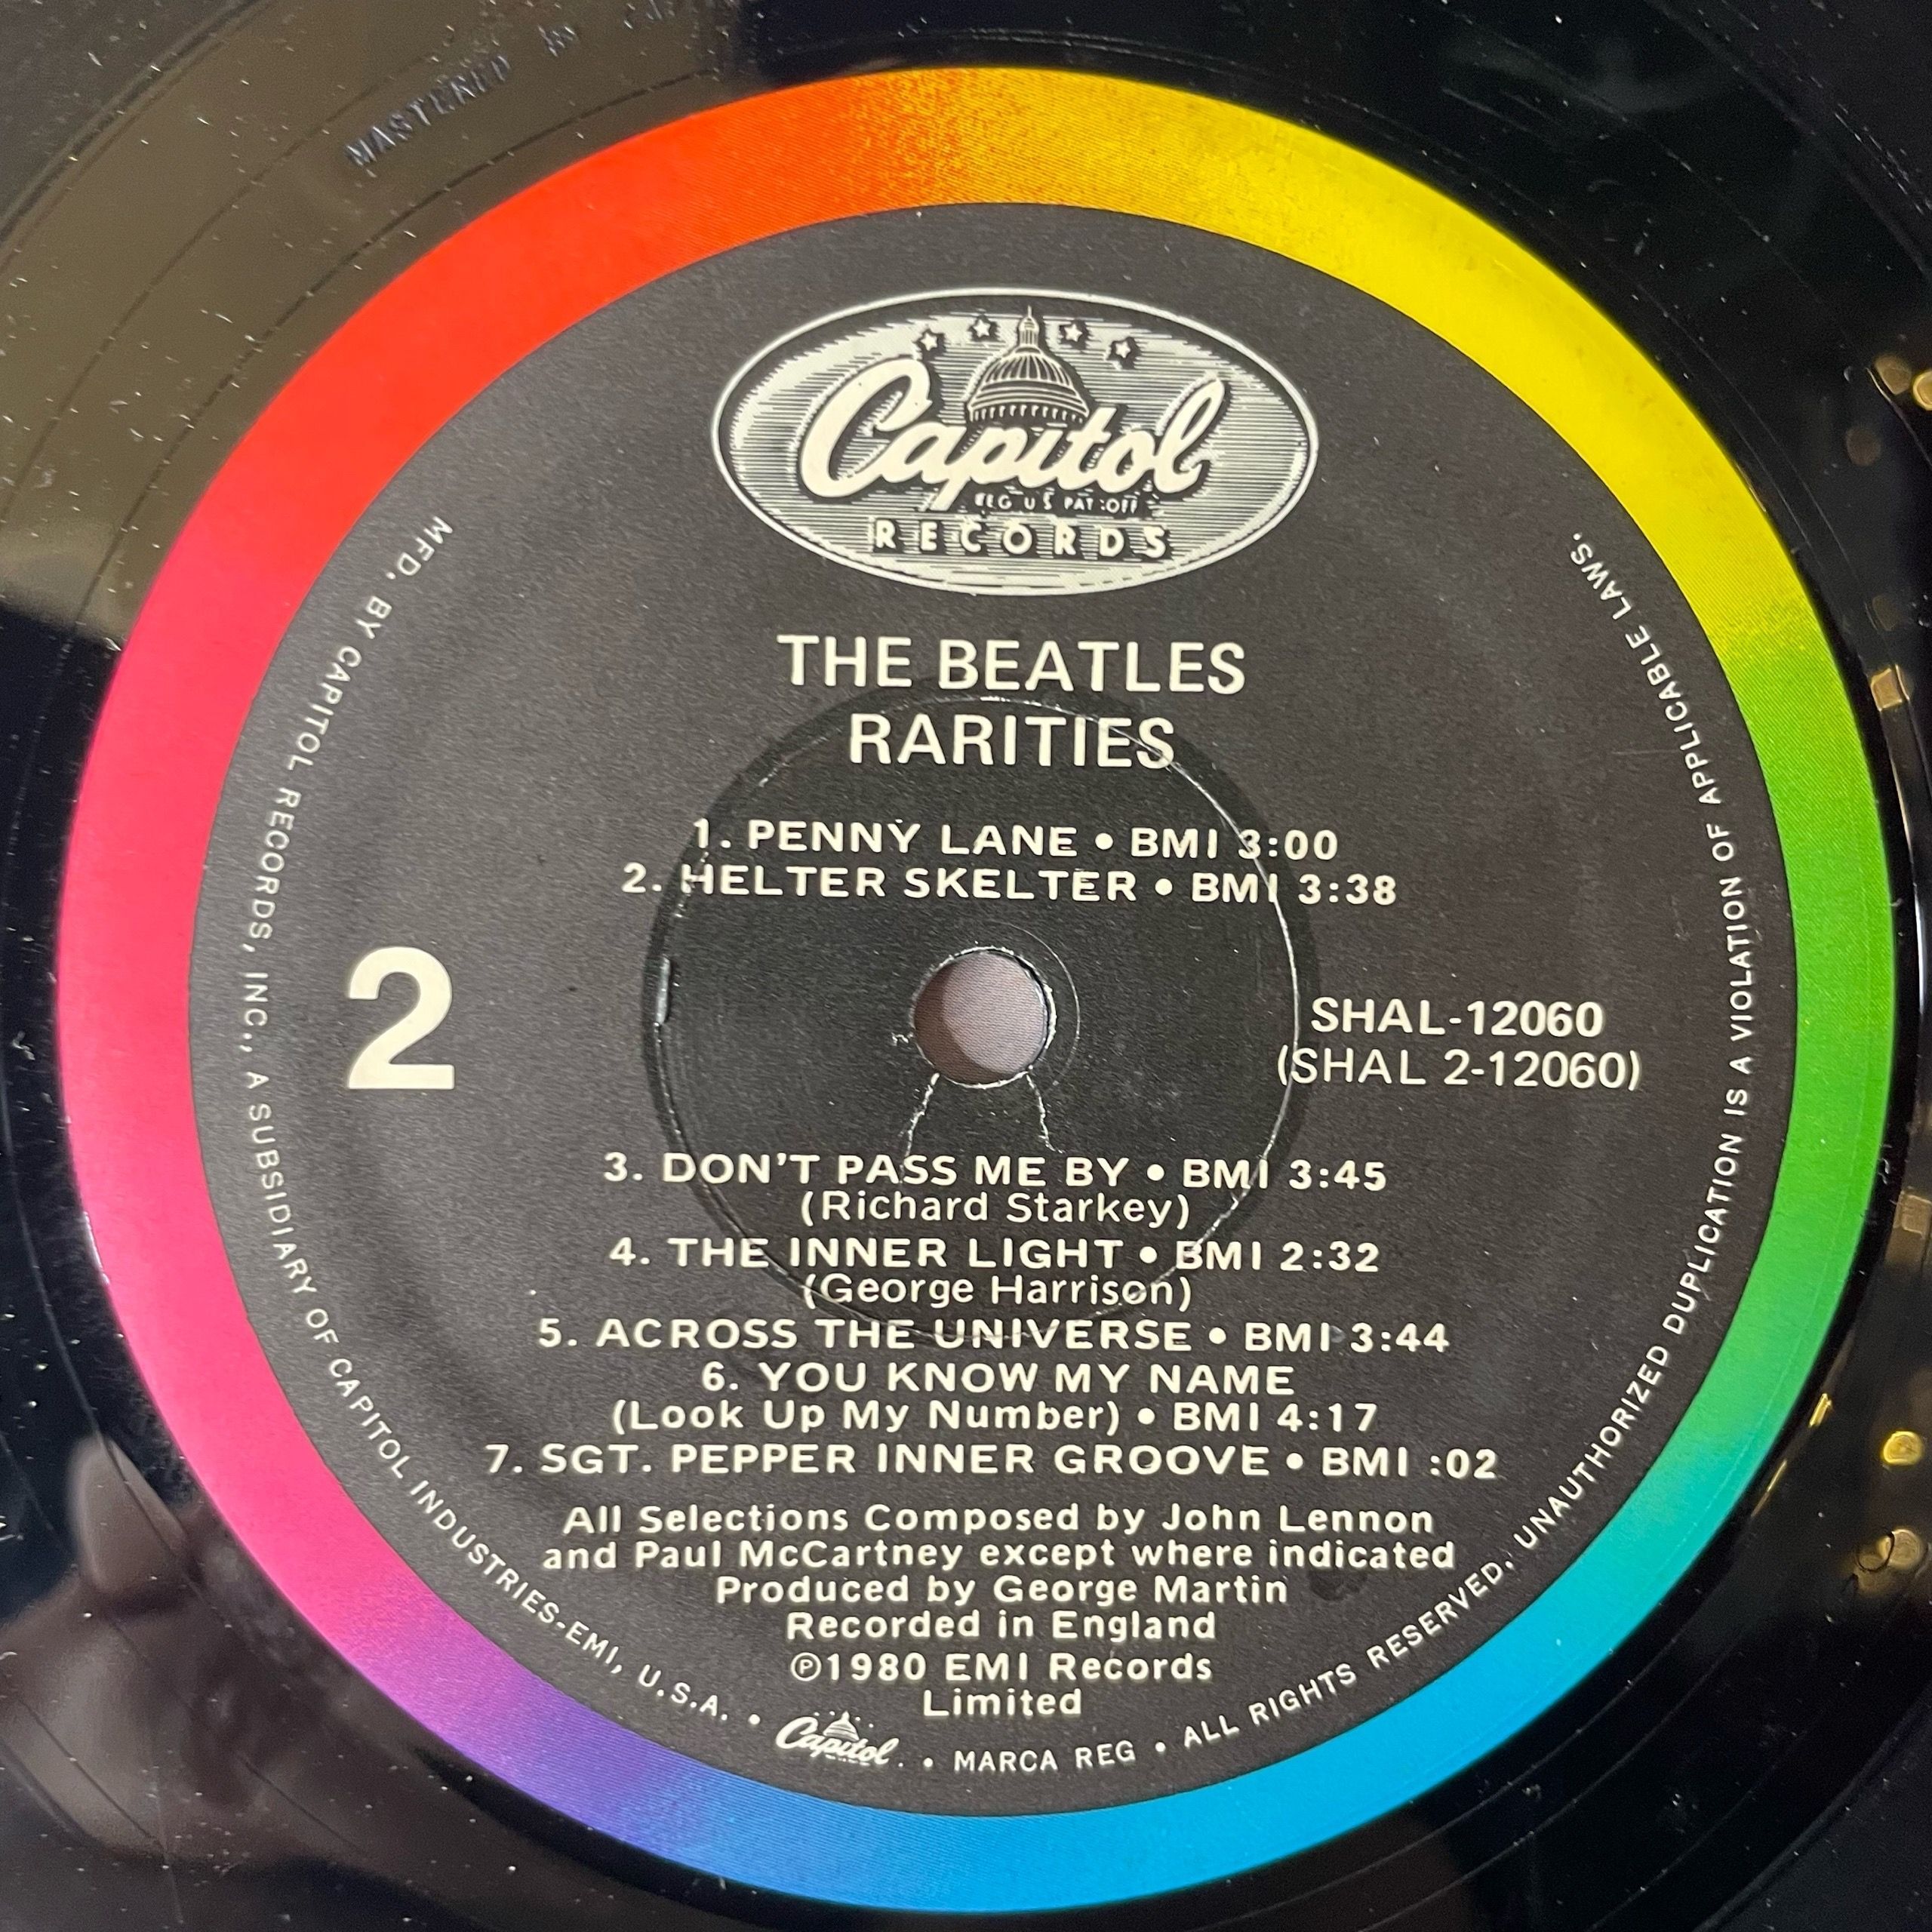 MASTERED
Capitol
REG U S PAT OFF
RECORDS
THE BEATLES
RARITIES
1. PENNY LANE • BMI 3:00
2. HELTER SKELTER • BMI 3:38
2
SHAL-12060
(SHAL 2-12060)
3. DON'T PASS ME BY • BMI 3:45
(Richard Starkey)
4. THE INNER LIGHT • BMI 2:32
(George Harrison)
5. ACROSS THE UNIVERSE • BMI 3:44
6. YOU KNOW MY NAME
(Look Up My Number) • BMI 4:17
7. SGT. PEPPER INNER GROOVE • BMI :02
All Selections Composed by John Lennon
and Paul McCartney except where indicated
Produced by George Martin
Recorded in England
℗1980 EMI Records
Limited
MFD. BY CAPITOL RECORDS, INC., A SUBSIDIARY OF CAPITOL INDUSTRIES-EMI, U.S.A. • Capitol. • MARCA REG • ALL RIGHTS RESERVED. UNAUTHORIZED DUPLICATION IS A VIOLATION OF APPLICABLE LAWS.